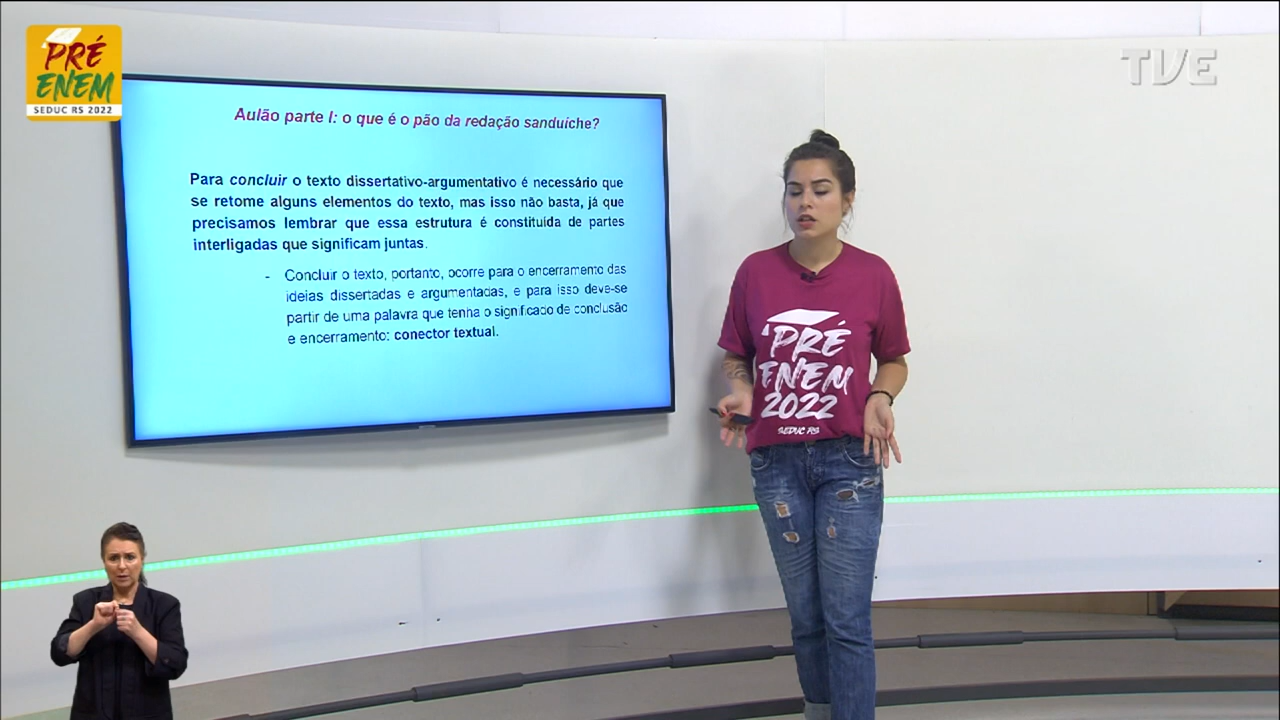 PRÉ
ENEM
SEDUC RS 2022
TVE
Aulão parte I: o que é o pão da redação sanduíche?
Para concluir o texto dissertativo-argumentativo é necessário que
se retome alguns elementos do texto, mas isso não basta, já que
precisamos lembrar que essa estrutura é constituída de partes
interligadas que significam juntas.
- Concluir o texto, portanto, ocorre para o encerramento das
ideias dissertadas e argumentadas, e para isso deve-se
partir de uma palavra que tenha o significado de conclusão
e encerramento: conector textual.
PRÉ
ENEM
2022
SEDUC RS